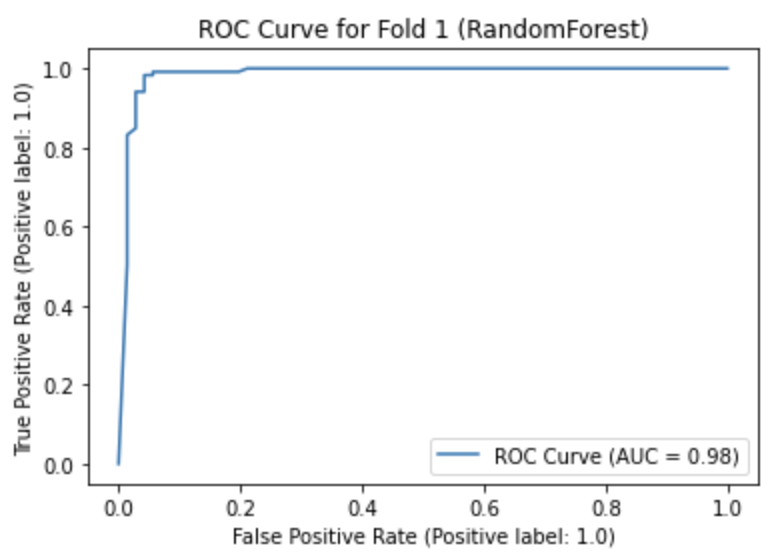 ROC Curve for Fold 1 (RandomForest)
True Positive Rate (Positive label: 1.0)
1.0
0.8
0.6
0.4
0.2
0.0
ROC Curve (AUC = 0.98)
0.0 0.2 0.4 0.6 0.8 1.0
False Positive Rate (Positive label: 1.0)